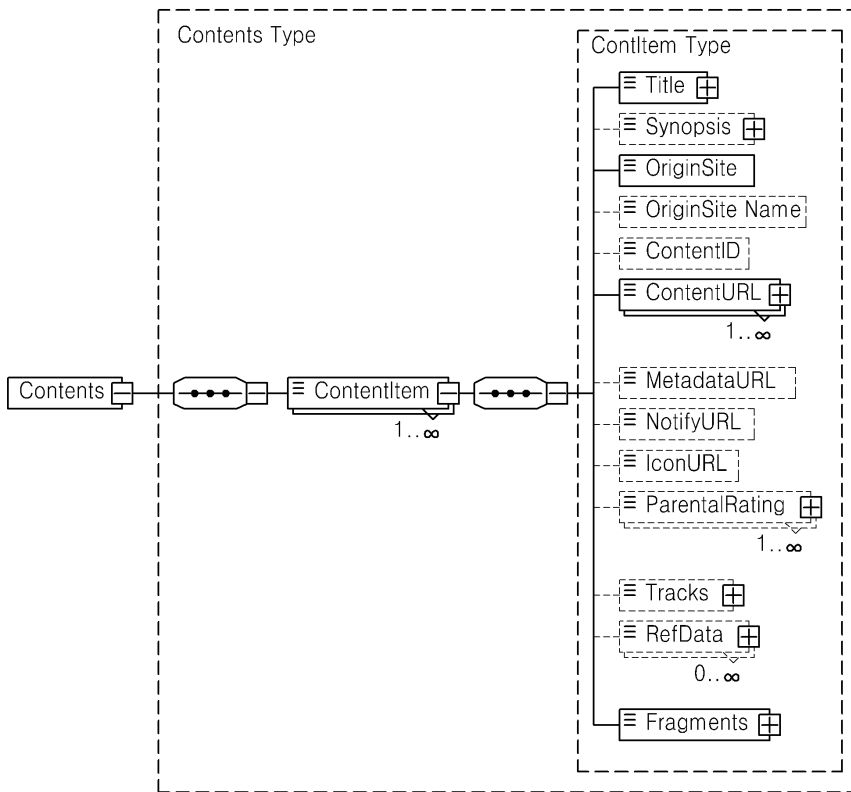 Contents Type
ContItem Type
Title
Synopsis
OriginSite
OriginSite Name
ContentID
ContentURL
1..∞
Contents
ContentItem
1..∞
MetadataURL
NotifyURL
IconURL
ParentalRating
1..∞
Tracks
RefData
0..∞
Fragments